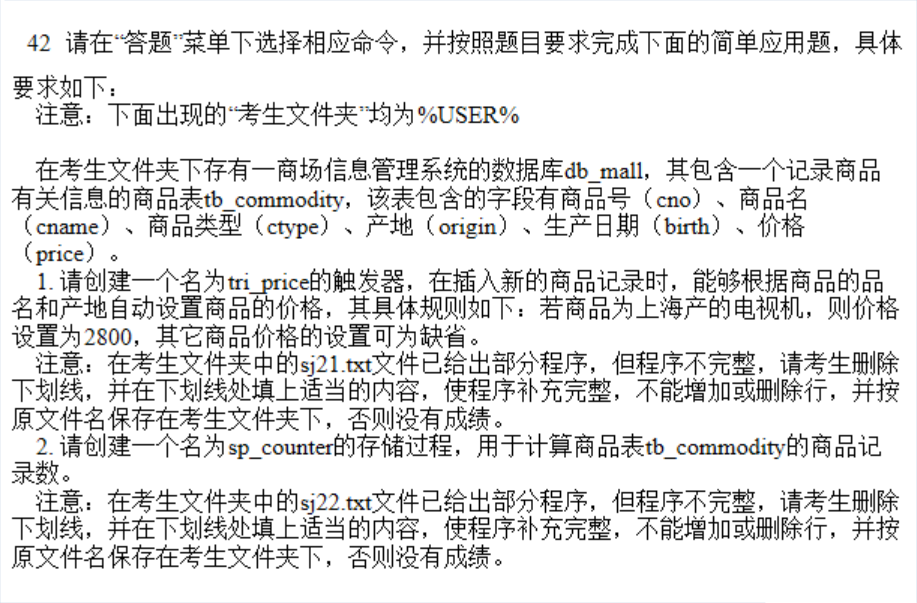 42 请在“答题”菜单下选择相应命令，并按照题目要求完成下面的简单应用题，具体
要求如下：
注意：下面出现的“考生文件夹”均为%USER%
在考生文件夹下存有一商场信息管理系统的数据库db_mall，其包含一个记录商品
有关信息的商品表tb_commodity，该表包含的字段有商品号（cno）、商品名
（cname）、商品类型（ctype）、产地（origin）、生产日期（birth）、价格
（price）。
1. 请创建一个名为tri_price的触发器，在插入新的商品记录时，能够根据商品的品
名和产地自动设置商品的价格，其具体规则如下：若商品为上海产的电视机，则价格
设置为2800，其它商品价格的设置可为缺省。
注意：在考生文件夹中的sj21.txt文件已给出部分程序，但程序不完整，请考生删除
下划线，并在下划线处填上适当的内容，使程序补充完整，不能增加或删除行，并按
原文件名保存在考生文件夹下，否则没有成绩。
2. 请创建一个名为sp_counter的存储过程，用于计算商品表tb_commodity的商品记
录数。
注意：在考生文件夹中的sj22.txt文件已给出部分程序，但程序不完整，请考生删除
下划线，并在下划线处填上适当的内容，使程序补充完整，不能增加或删除行，并按
原文件名保存在考生文件夹下，否则没有成绩。